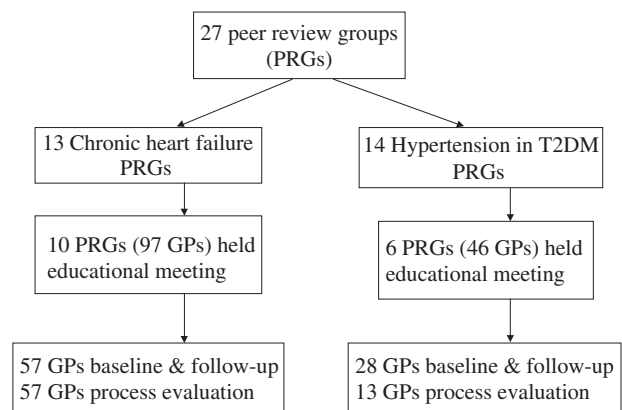 27 peer review groups
(PRGs)
13 Chronic heart failure
PRGs
14 Hypertension in T2DM
PRGs
10 PRGs (97 GPs) held
educational meeting
6 PRGs (46 GPs) held
educational meeting
57 GPs baseline & follow-up
57 GPs process evaluation
28 GPs baseline & follow-up
13 GPs process evaluation